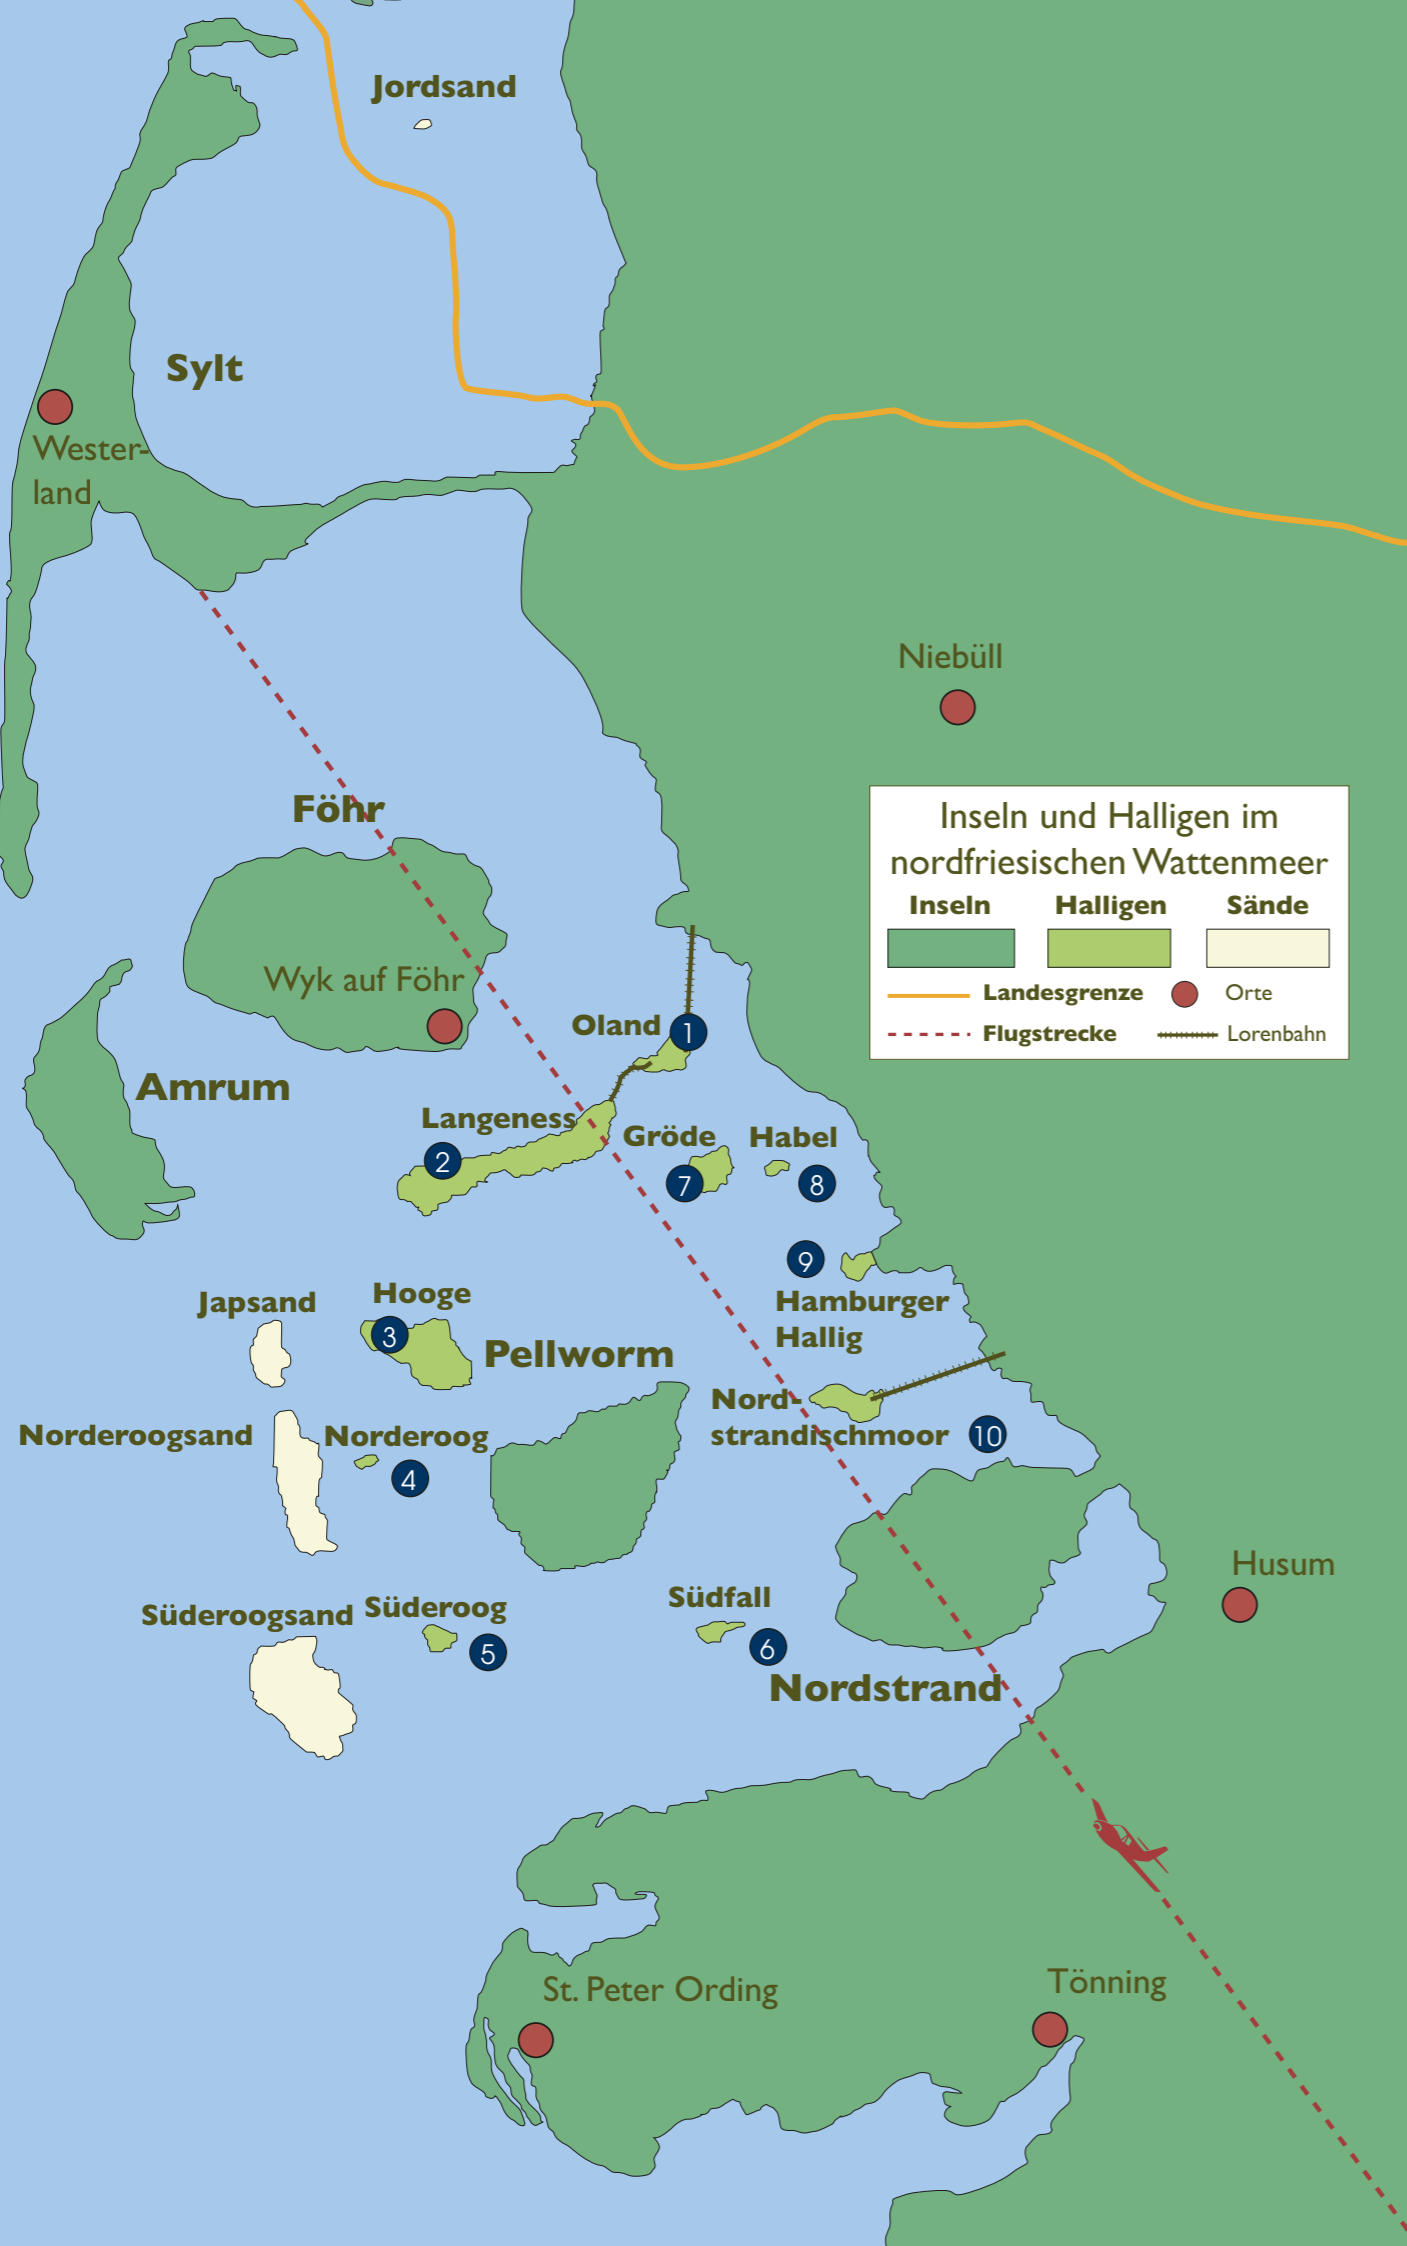 Jordsand
Sylt
Wester-
land
Niebüll
Inseln und Halligen im
nordfriesischen Wattenmeer
Inseln Halligen Sände
Landesgrenze Orte
Flugstrecke Lorenbahn
Föhr
Wyk auf Föhr
Oland 1
Amrum
Langeness
2
Gröde Habel
7 8
9
Hamburger
Hallig
Japsand
Hooge
3
Pellworm
Nord-
strandischmoor 10
Norderoogsand Norderoog
4
Husum
Süderoogsand Süderoog
5
Südfall
6
Nordstrand
St. Peter Ording
Tönning